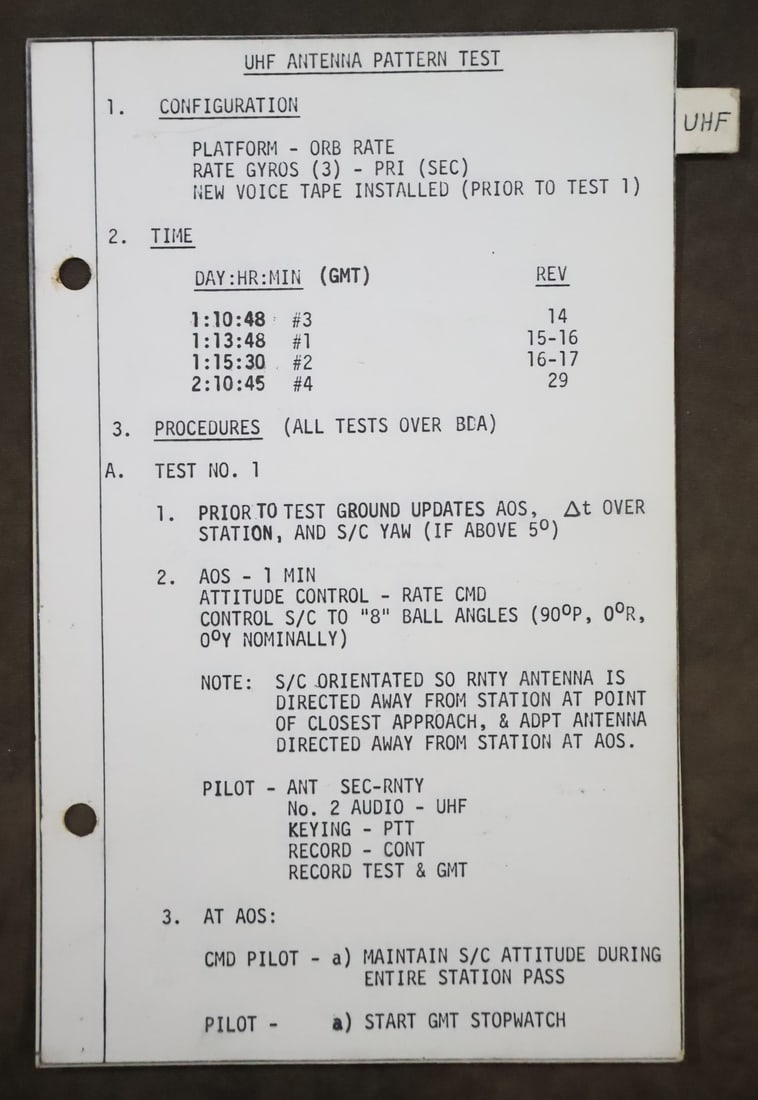 UHF ANTENNA PATTERN TEST
UHF
1. CONFIGURATION
PLATFORM - ORB RATE
RATE GYROS (3) - PRI (SEC)
NEW VOICE TAPE INSTALLED (PRIOR TO TEST 1)
2. TIME
DAY:HR:MIN (GMT) REV
1:10:48 #3 14
1:13:48 #1 15-16
1:15:30 #2 16-17
2:10:45 #4 29
3. PROCEDURES (ALL TESTS OVER BDA)
A. TEST NO. 1
1. PRIOR TO TEST GROUND UPDATES AOS, Δt OVER
STATION, AND S/C YAW (IF ABOVE 5º)
2. AOS - 1 MIN
ATTITUDE CONTROL - RATE CMD
CONTROL S/C TO "8" BALL ANGLES (90ºP, 0ºR,
0ºY NOMINALLY)
NOTE: S/C ORIENTATED SO RNTY ANTENNA IS
DIRECTED AWAY FROM STATION AT POINT
OF CLOSEST APPROACH, & ADPT ANTENNA
DIRECTED AWAY FROM STATION AT AOS.
PILOT - ANT SEC-RNTY
No. 2 AUDIO - UHF
KEYING - PTT
RECORD - CONT
RECORD TEST & GMT
3. AT AOS:
CMD PILOT - a) MAINTAIN S/C ATTITUDE DURING
ENTIRE STATION PASS
PILOT - a) START GMT STOPWATCH